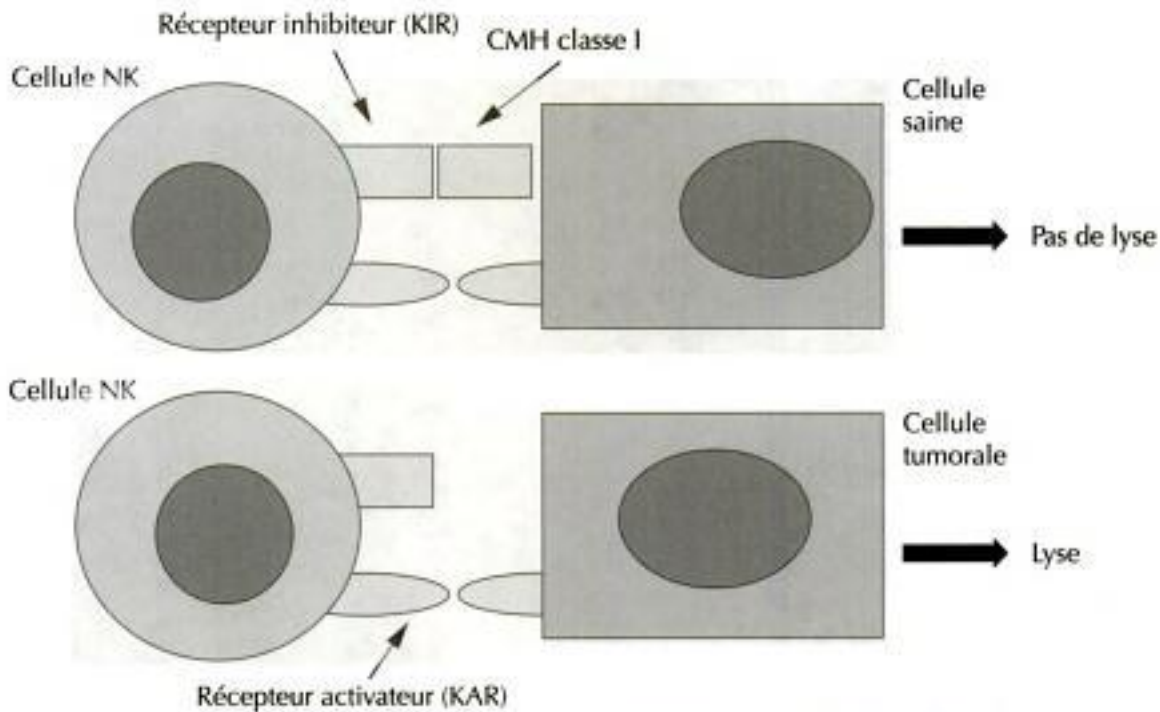 Récepteur inhibiteur (KIR)
CMH classe I
Cellule NK
Cellule
saine
Pas de lyse
Cellule NK
Cellule
tumorale
Lyse
Récepteur activateur (KAR)